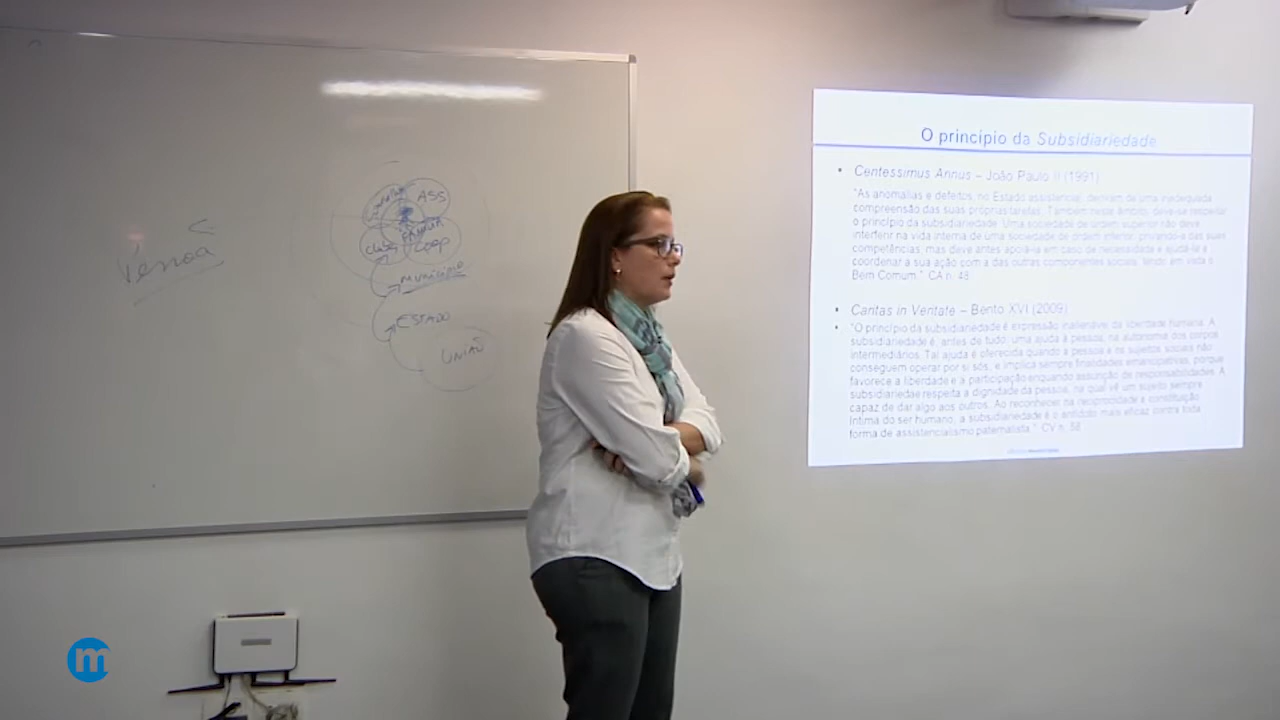 Pessoa
ASS
FAMÍLIA
Class
Coop
município
ESTADO
UNIÃO
O princípio da Subsidiariedade
• Centessimus Annus – João Paulo II (1991)
"As anomalias e defeitos, no Estado assistencial, derivam de uma inadequada
compreensão das suas próprias tarefas. Também neste âmbito, deve-se respeitar
o princípio da subsidiariedade. Uma sociedade de ordem superior não deve
interferir na vida interna de uma sociedade de ordem inferior, privando-a das suas
competências, mas deve antes apoiá-la em caso de necessidade e ajudá-la a
coordenar a sua ação com a das outras componentes sociais, tendo em vista o
Bem Comum." CA n. 48
• Caritas in Veritate – Bento XVI (2009)
• "O princípio da subsidiariedade é expressão inalienável da liberdade humana. A
subsidiariedade é, antes de tudo, uma ajuda à pessoa, na autonomia dos corpos
intermediários. Tal ajuda é oferecida quando a pessoa e os sujeitos sociais não
conseguem operar por si sós, e implica sempre finalidades emancipativas, porque
favorece a liberdade e a participação enquanto assunção de responsabilidades. A
subsidiariedae respeita a dignidade da pessoa, na qual vê um sujeito sempre
capaz de dar algo aos outros. Ao reconhecer na reciprocidade a constituição
íntima do ser humano, a subsidiariedade é o antídoto mais eficaz contra toda
forma de assistencialismo paternalista." CV n. 58
m